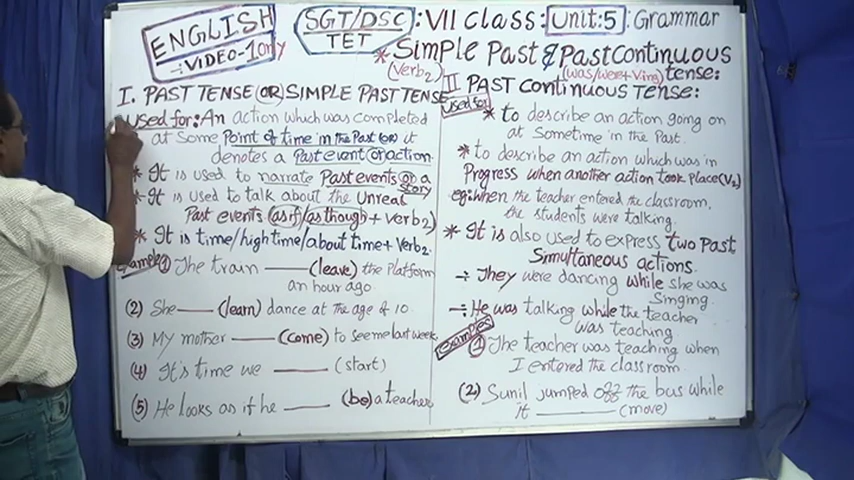 ENGLISH
-: VIDEO-1 only
SGT/DSC
TET
: VII class: Unit:5 : Grammar
* Simple Past & Past Continuous
tense:
(Verb2)
(was/were+Ving)
I. PAST TENSE (OR) SIMPLE PAST TENSE
used for: An action which was completed
at some Point of time in the Past (or) it
denotes a Past event (or) action.
* It is used to narrate Past events or a
story
* It is used to talk about the Unreal
Past events (as if/as though + verb2)
* It is time/high time/about time + Verb2.
Example: (1) The train ____ (leave) the Platform
an hour ago.
(2) She ____ (learn) dance at the age of 10.
(3) My mother ____ (come) to see me last week
(4) It's time we ____ (start)
(5) He looks as if he ____ (be) a teacher
II PAST continuous TENSE:
used for
* to describe an action going on
at Sometime in the Past.
* to describe an action which was in
Progress when another action took place (V2)
eg: when the teacher entered the classroom,
the students were talking.
* It is also used to express two Past
Simultaneous actions.
-: They were dancing while she was
Singing.
-: He was talking while the teacher
was teaching
Examples
(1) The teacher was teaching when
I entered the classroom.
(2) Sunil jumped off the bus while
it ____ (move)